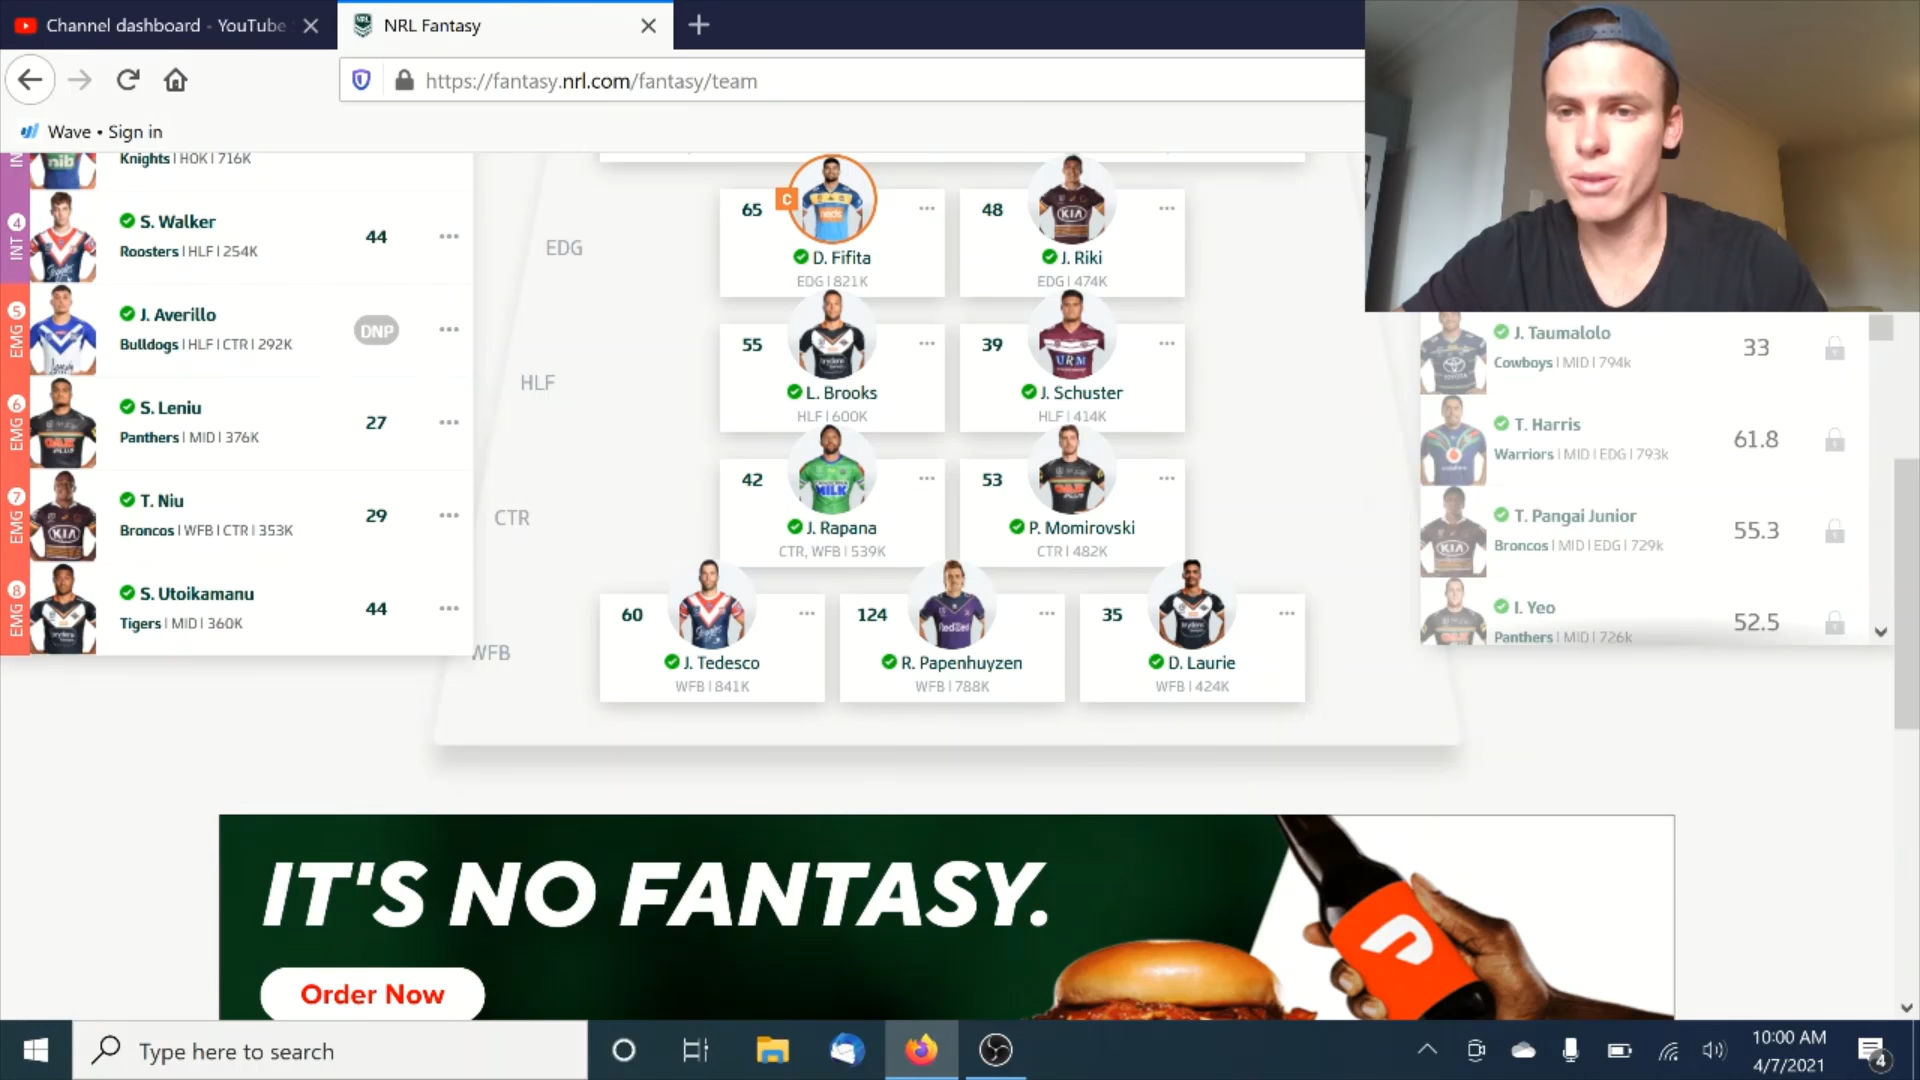 Channel dashboard - YouTube
NRL Fantasy
https://fantasy.nrl.com/fantasy/team
Wave • Sign in
Knights | HOK | 716K
INT 4
S. Walker
Roosters | HLF | 254K
44
EMG 5
J. Averillo
Bulldogs | HLF | CTR | 292K
DNP
EMG 6
S. Leniu
Panthers | MID | 376K
27
EMG 7
T. Niu
Broncos | WFB | CTR | 353K
29
EMG 8
S. Utoikamanu
Tigers | MID | 360K
44
EDG
65
C
D. Fifita
EDG | 821K
48
KIA
J. Riki
EDG | 474K
HLF
55
L. Brooks
HLF | 600K
39
URM
J. Schuster
HLF | 414K
CTR
42
MILK
J. Rapana
CTR, WFB | 539K
53
P. Momirovski
CTR | 482K
WFB
60
J. Tedesco
WFB | 841K
124
R. Papenhuyzen
WFB | 788K
35
D. Laurie
WFB | 424K
J. Taumalolo
Cowboys | MID | 794k
33
T. Harris
Warriors | MID | EDG | 793k
61.8
T. Pangai Junior
Broncos | MID | EDG | 729k
55.3
I. Yeo
Panthers | MID | 726k
52.5
IT'S NO FANTASY.
Order Now
Type here to search
10:00 AM
4/7/2021
4